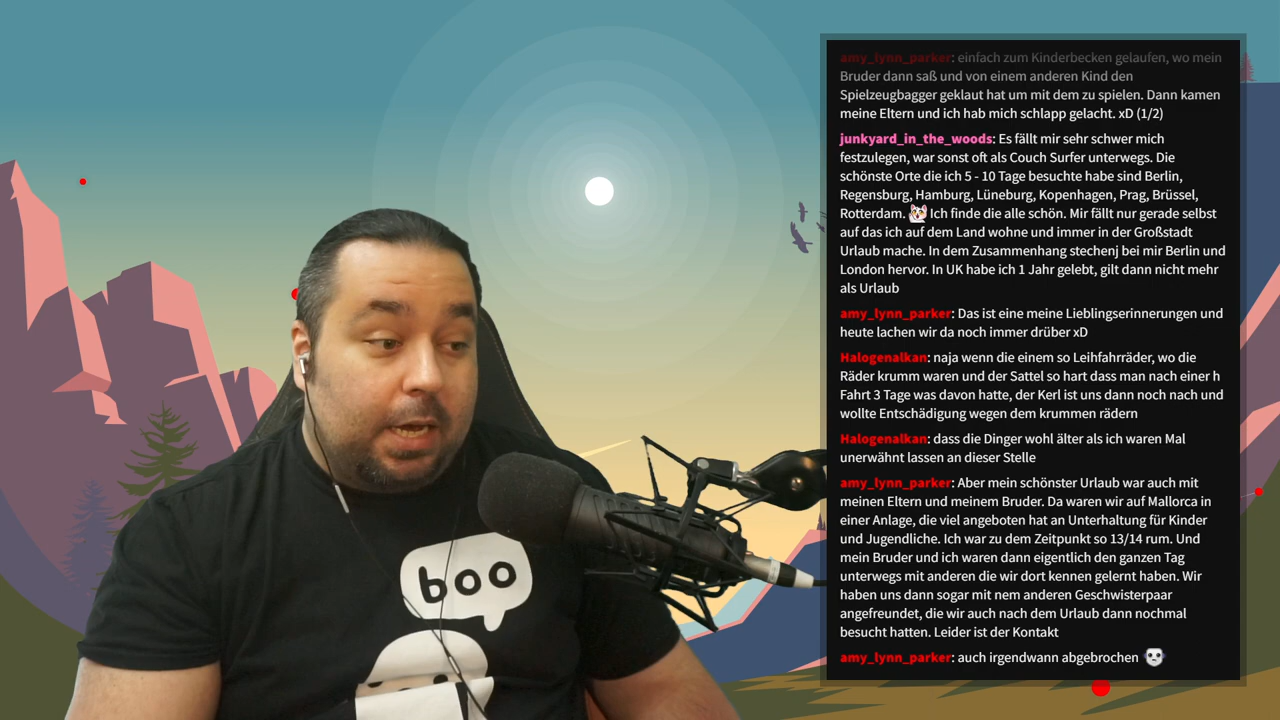 amy_lynn_parker: einfach zum Kinderbecken gelaufen, wo mein
Bruder dann saß und von einem anderen Kind den
Spielzeugbagger geklaut hat um mit dem zu spielen. Dann kamen
meine Eltern und ich hab mich schlapp gelacht. xD (1/2)
junkyard_in_the_woods: Es fällt mir sehr schwer mich
festzulegen, war sonst oft als Couch Surfer unterwegs. Die
schönste Orte die ich 5 - 10 Tage besuchte habe sind Berlin,
Regensburg, Hamburg, Lüneburg, Kopenhagen, Prag, Brüssel,
Rotterdam. Ich finde die alle schön. Mir fällt nur gerade selbst
auf das ich auf dem Land wohne und immer in der Großstadt
Urlaub mache. In dem Zusammenhang stechenj bei mir Berlin und
London hervor. In UK habe ich 1 Jahr gelebt, gilt dann nicht mehr
als Urlaub
amy_lynn_parker: Das ist eine meine Lieblingserinnerungen und
heute lachen wir da noch immer drüber xD
Halogenalkan: naja wenn die einem so Leihfahrräder, wo die
Räder krumm waren und der Sattel so hart dass man nach einer h
Fahrt 3 Tage was davon hatte, der Kerl ist uns dann noch nach und
wollte Entschädigung wegen dem krummen rädern
Halogenalkan: dass die Dinger wohl älter als ich waren Mal
unerwähnt lassen an dieser Stelle
amy_lynn_parker: Aber mein schönster Urlaub war auch mit
meinen Eltern und meinem Bruder. Da waren wir auf Mallorca in
einer Anlage, die viel angeboten hat an Unterhaltung für Kinder
und Jugendliche. Ich war zu dem Zeitpunkt so 13/14 rum. Und
mein Bruder und ich waren dann eigentlich den ganzen Tag
unterwegs mit anderen die wir dort kennen gelernt haben. Wir
haben uns dann sogar mit nem anderen Geschwisterpaar
angefreundet, die wir auch nach dem Urlaub dann nochmal
besucht hatten. Leider ist der Kontakt
amy_lynn_parker: auch irgendwann abgebrochen
boo